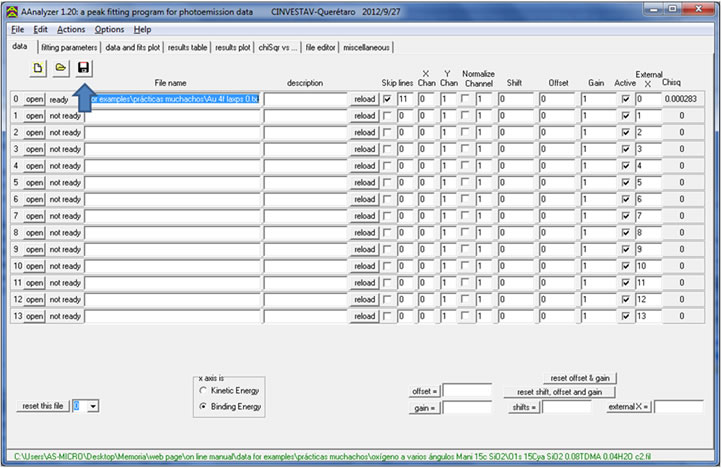 AAnalyzer 1.20: a peak fitting program for photoemission data CINVESTAV-Querétaro 2012/9/27
File Edit Actions Options Help
data fitting parameters data and fits plot results table results plot chiSqr vs ... file editor miscellaneous
File name description Skip lines X Chan Y Chan Normalize Channel Shift Offset Gain Active External X Chisq
0 open ready or examples\prácticas muchachos\Au 4f Iaxps 0 tx reload 11 0 1 1 0 0 1 0 0.000283
1 open not ready reload 0 0 1 1 0 0 1 1 0
2 open not ready reload 0 0 1 1 0 0 1 2 0
3 open not ready reload 0 0 1 1 0 0 1 3 0
4 open not ready reload 0 0 1 1 0 0 1 4 0
5 open not ready reload 0 0 1 1 0 0 1 5 0
6 open not ready reload 0 0 1 1 0 0 1 6 0
7 open not ready reload 0 0 1 1 0 0 1 7 0
8 open not ready reload 0 0 1 1 0 0 1 8 0
9 open not ready reload 0 0 1 1 0 0 1 9 0
10 open not ready reload 0 0 1 1 0 0 1 10 0
11 open not ready reload 0 0 1 1 0 0 1 11 0
12 open not ready reload 0 0 1 1 0 0 1 12 0
13 open not ready reload 0 0 1 1 0 0 1 13 0
x axis is
Kinetic Energy
Binding Energy
reset this file 0
reset offset & gain
offset = reset shift, offset and gain
gain = shifts = external X =
C:\Users\AS-MICRO\Desktop\Memoria\web page\on line manual\data for examples\prácticas muchachos\oxígeno a varios ángulos Mani 15c SiO2\O1s 15Cya SiO2 0.08TDMA 0.04H2O c2.fil